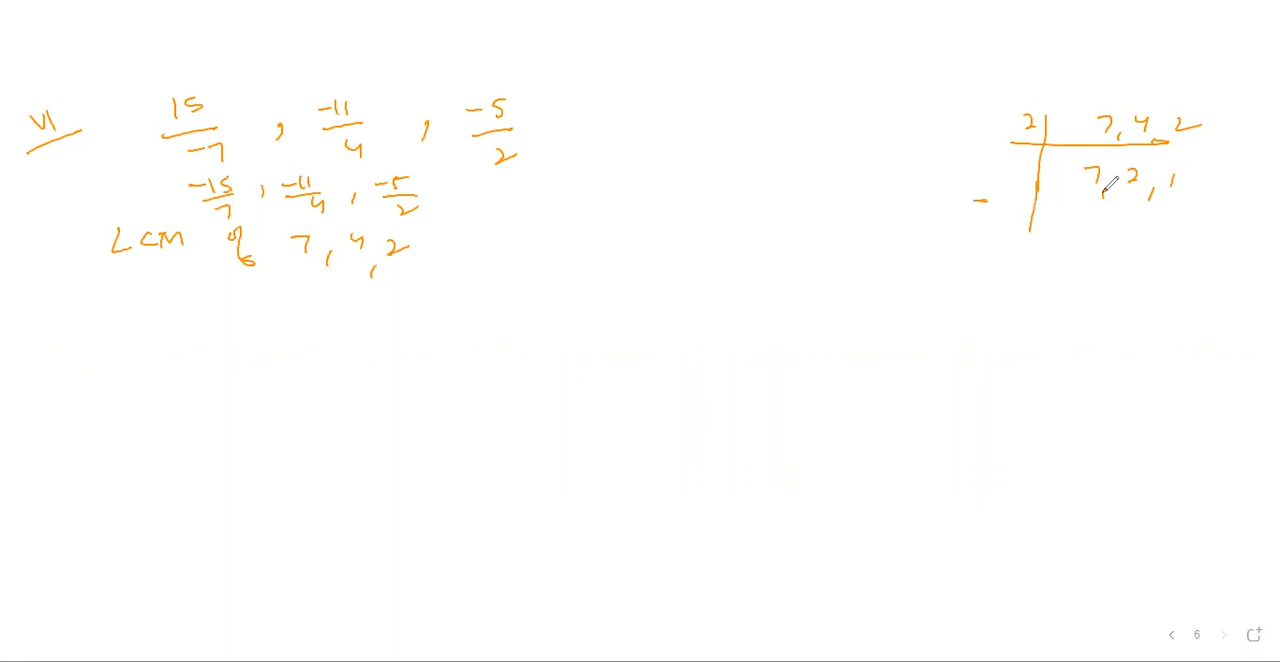 VI 15/-7 , -11/4 , -5/2
-15/7 , -11/4 , -5/2
LCM of 7, 4, 2
2 | 7, 4, 2
7, 2, 1
-
6